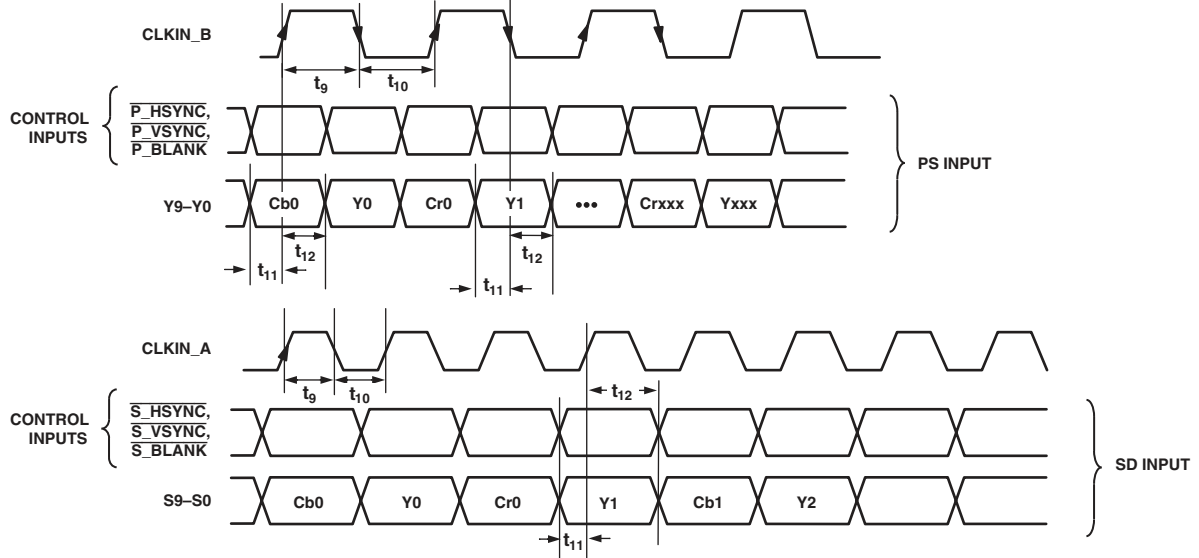 CLKIN_B
t9
t10
CONTROL INPUTS
P_HSYNC,
P_VSYNC,
P_BLANK
PS INPUT
Y9–Y0
Cb0
Y0
Cr0
Y1
•••
Crxxx
Yxxx
t12
t12
t11
t11
CLKIN_A
t9
t10
t12
CONTROL INPUTS
S_HSYNC,
S_VSYNC,
S_BLANK
SD INPUT
S9–S0
Cb0
Y0
Cr0
Y1
Cb1
Y2
t11